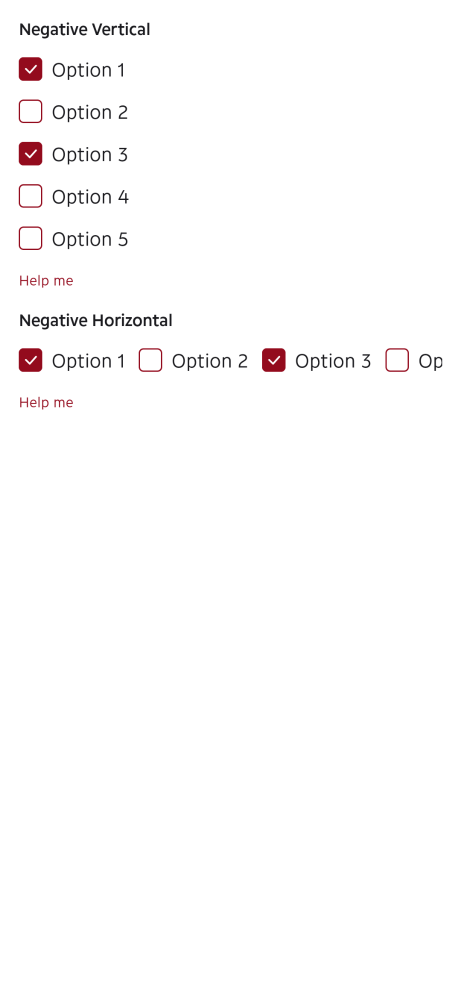 Negative Vertical
Option 1
Option 2
Option 3
Option 4
Option 5
Help me
Negative Horizontal
Option 1 Option 2 Option 3 Op
Help me